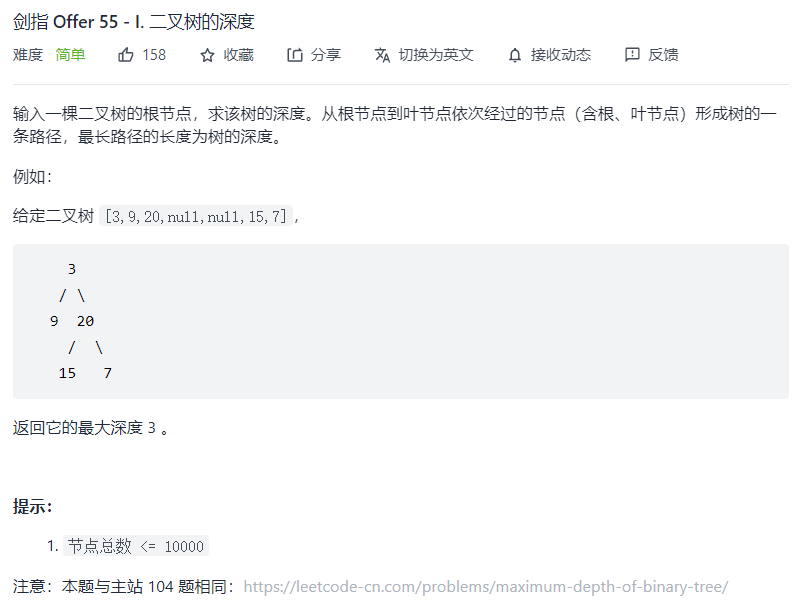 剑指 Offer 55 - I. 二叉树的深度
难度 简单 158 收藏 分享 切换为英文 接收动态 反馈
输入一棵二叉树的根节点，求该树的深度。从根节点到叶节点依次经过的节点（含根、叶节点）形成树的一
条路径，最长路径的长度为树的深度。
例如：
给定二叉树 [3,9,20,null,null,15,7]，
3
/ \
9 20
/ \
15 7
返回它的最大深度 3 。
提示：
1. 节点总数 <= 10000
注意：本题与主站 104 题相同：https://leetcode-cn.com/problems/maximum-depth-of-binary-tree/